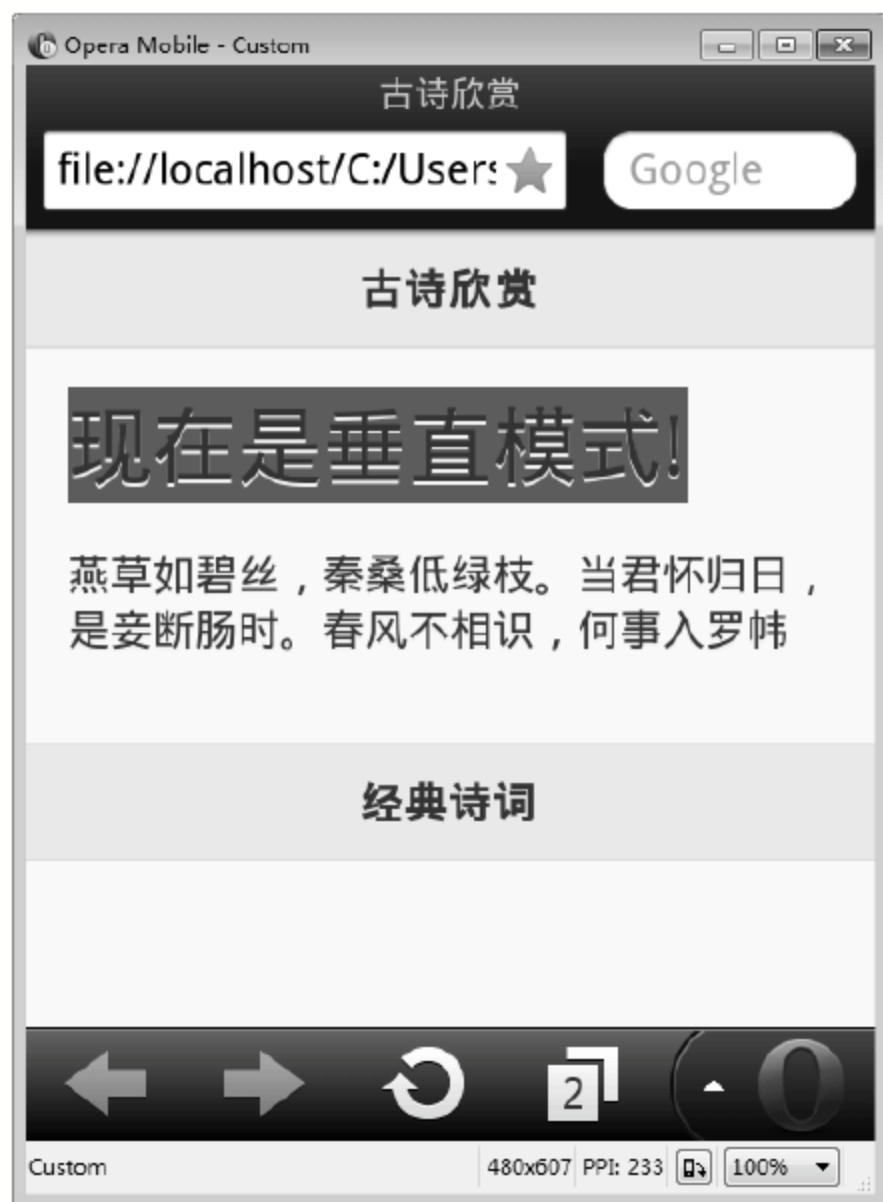 Opera Mobile - Custom
古诗欣赏
file://localhost/C:/Users
Google
古诗欣赏
现在是垂直模式!
燕草如碧丝，秦桑低绿枝。当君怀归日，
是妾断肠时。春风不相识，何事入罗帏
经典诗词
2
Custom 480x607 PPI: 233 100%